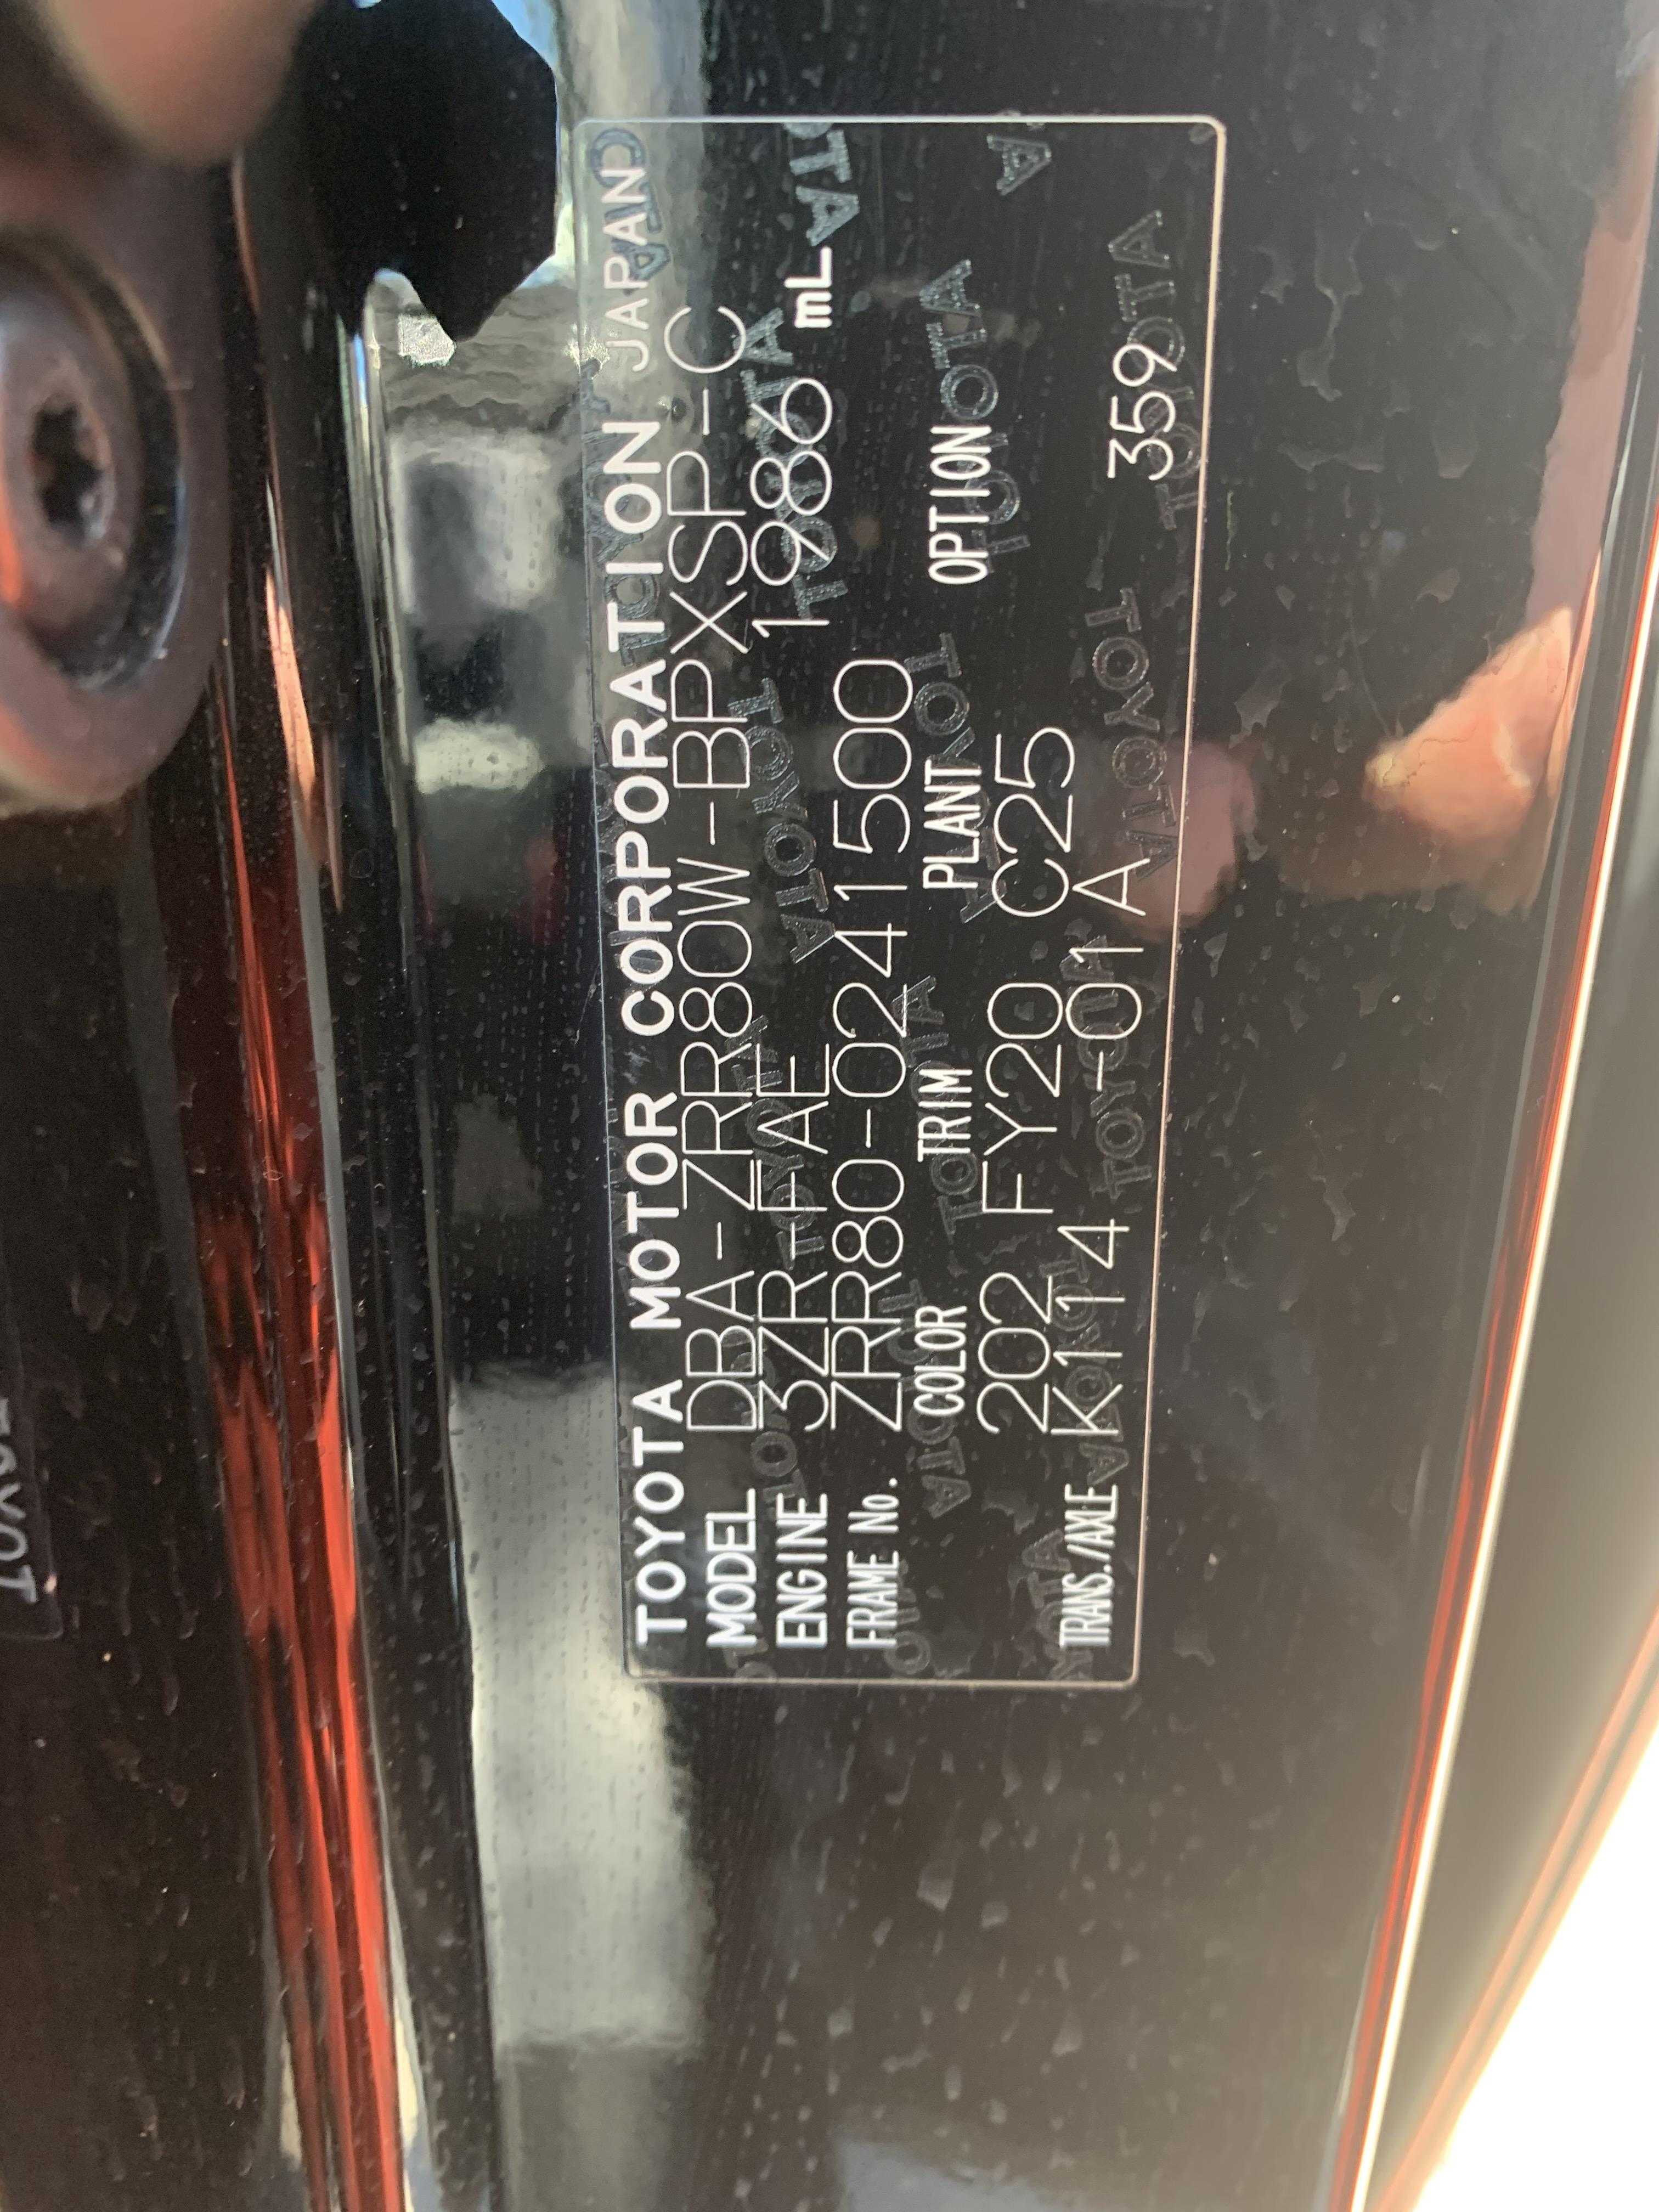 TOYOTA MOTOR CORPORATION JAPAN
MODEL DBA-ZRR80W-BPXSP-C
ENGINE 3ZR-FAE 1986 mL
FRAME No. ZRR80-0241500
COLOR TRIM PLANT OPTION
202 FY20 C25
TRANS./AXLE K114 -01A 359